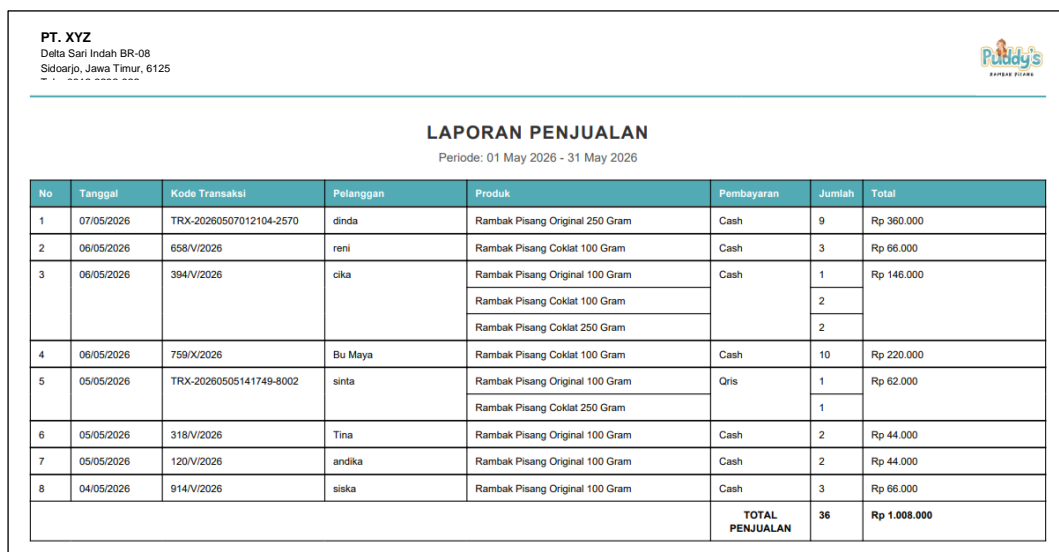 PT. XYZ
Delta Sari Indah BR-08
Sidoarjo, Jawa Timur, 6125
Puddy's
RAMBAK PISANG
LAPORAN PENJUALAN
Periode: 01 May 2026 - 31 May 2026
No Tanggal Kode Transaksi Pelanggan Produk Pembayaran Jumlah Total
1 07/05/2026 TRX-20260507012104-2570 dinda Rambak Pisang Original 250 Gram Cash 9 Rp 360.000
2 06/05/2026 658/V/2026 reni Rambak Pisang Coklat 100 Gram Cash 3 Rp 66.000
3 06/05/2026 394/V/2026 cika Rambak Pisang Original 100 Gram Cash 1 Rp 146.000
Rambak Pisang Coklat 100 Gram 2
Rambak Pisang Coklat 250 Gram 2
4 06/05/2026 759/X/2026 Bu Maya Rambak Pisang Coklat 100 Gram Cash 10 Rp 220.000
5 05/05/2026 TRX-20260505141749-8002 sinta Rambak Pisang Original 100 Gram Qris 1 Rp 62.000
Rambak Pisang Coklat 250 Gram 1
6 05/05/2026 318/V/2026 Tina Rambak Pisang Original 100 Gram Cash 2 Rp 44.000
7 05/05/2026 120/V/2026 andika Rambak Pisang Original 100 Gram Cash 2 Rp 44.000
8 04/05/2026 914/V/2026 siska Rambak Pisang Original 100 Gram Cash 3 Rp 66.000
TOTAL PENJUALAN 36 Rp 1.008.000